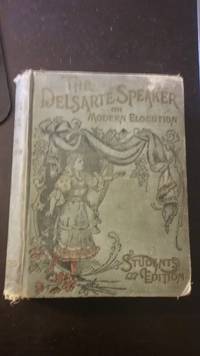 THE
DELSARTE SPEAKER
OR
MODERN ELOCUTION
STUDENTS
EDITION